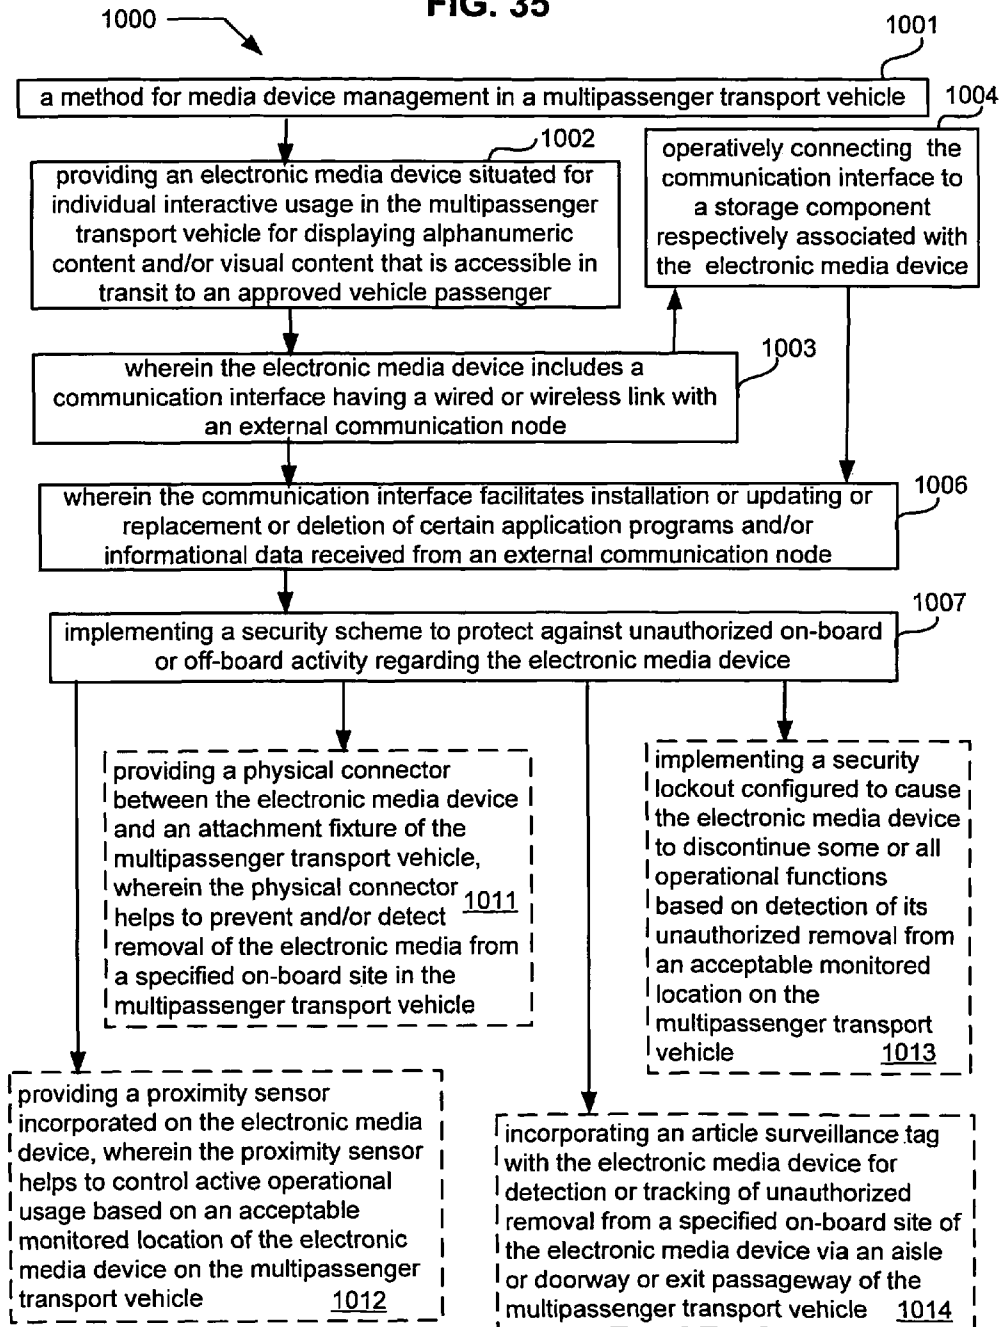 FIG. 35
1000
1001
a method for media device management in a multipassenger transport vehicle
1002
providing an electronic media device situated for
individual interactive usage in the multipassenger
transport vehicle for displaying alphanumeric
content and/or visual content that is accessible in
transit to an approved vehicle passenger
1004
operatively connecting the
communication interface to
a storage component
respectively associated with
the electronic media device
1003
wherein the electronic media device includes a
communication interface having a wired or wireless link with
an external communication node
1006
wherein the communication interface facilitates installation or updating or
replacement or deletion of certain application programs and/or
informational data received from an external communication node
1007
implementing a security scheme to protect against unauthorized on-board
or off-board activity regarding the electronic media device
providing a physical connector
between the electronic media device
and an attachment fixture of the
multipassenger transport vehicle,
wherein the physical connector 1011
helps to prevent and/or detect
removal of the electronic media from
a specified on-board site in the
multipassenger transport vehicle
implementing a security
lockout configured to cause
the electronic media device
to discontinue some or all
operational functions
based on detection of its
unauthorized removal from
an acceptable monitored
location on the
multipassenger transport
vehicle 1013
providing a proximity sensor
incorporated on the electronic media
device, wherein the proximity sensor
helps to control active operational
usage based on an acceptable
monitored location of the electronic
media device on the multipassenger
transport vehicle 1012
incorporating an article surveillance tag
with the electronic media device for
detection or tracking of unauthorized
removal from a specified on-board site of
the electronic media device via an aisle
or doorway or exit passageway of the
multipassenger transport vehicle 1014